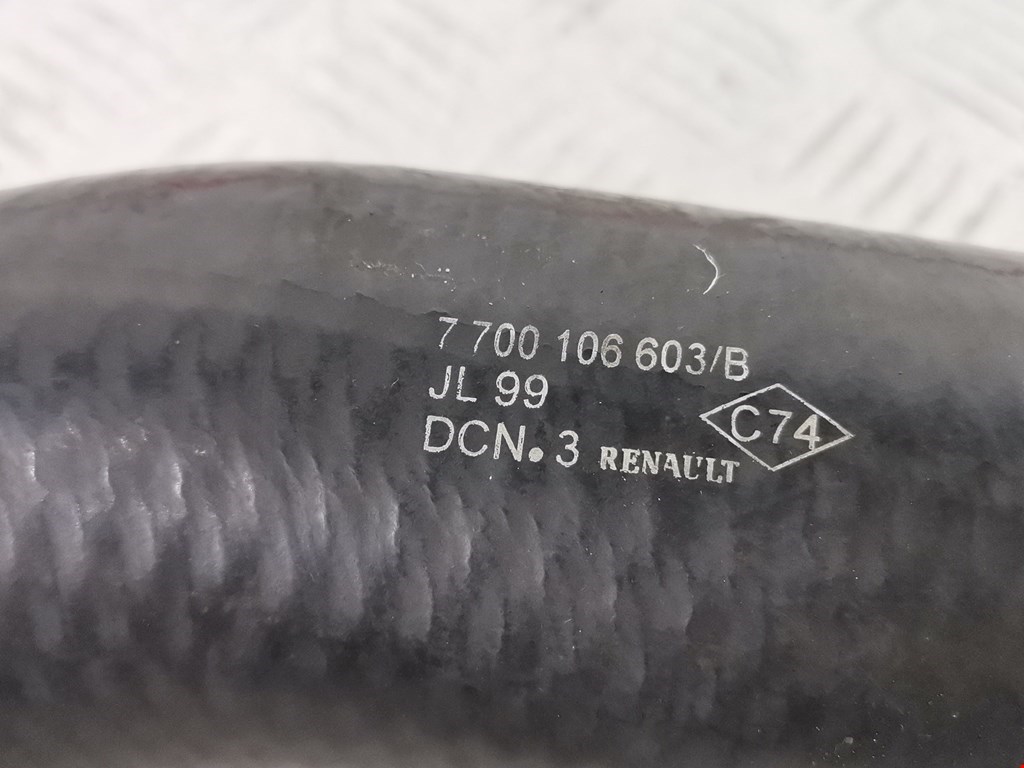 7 700 106 603/B
JL 99
DCN. 3 RENAULT
C74